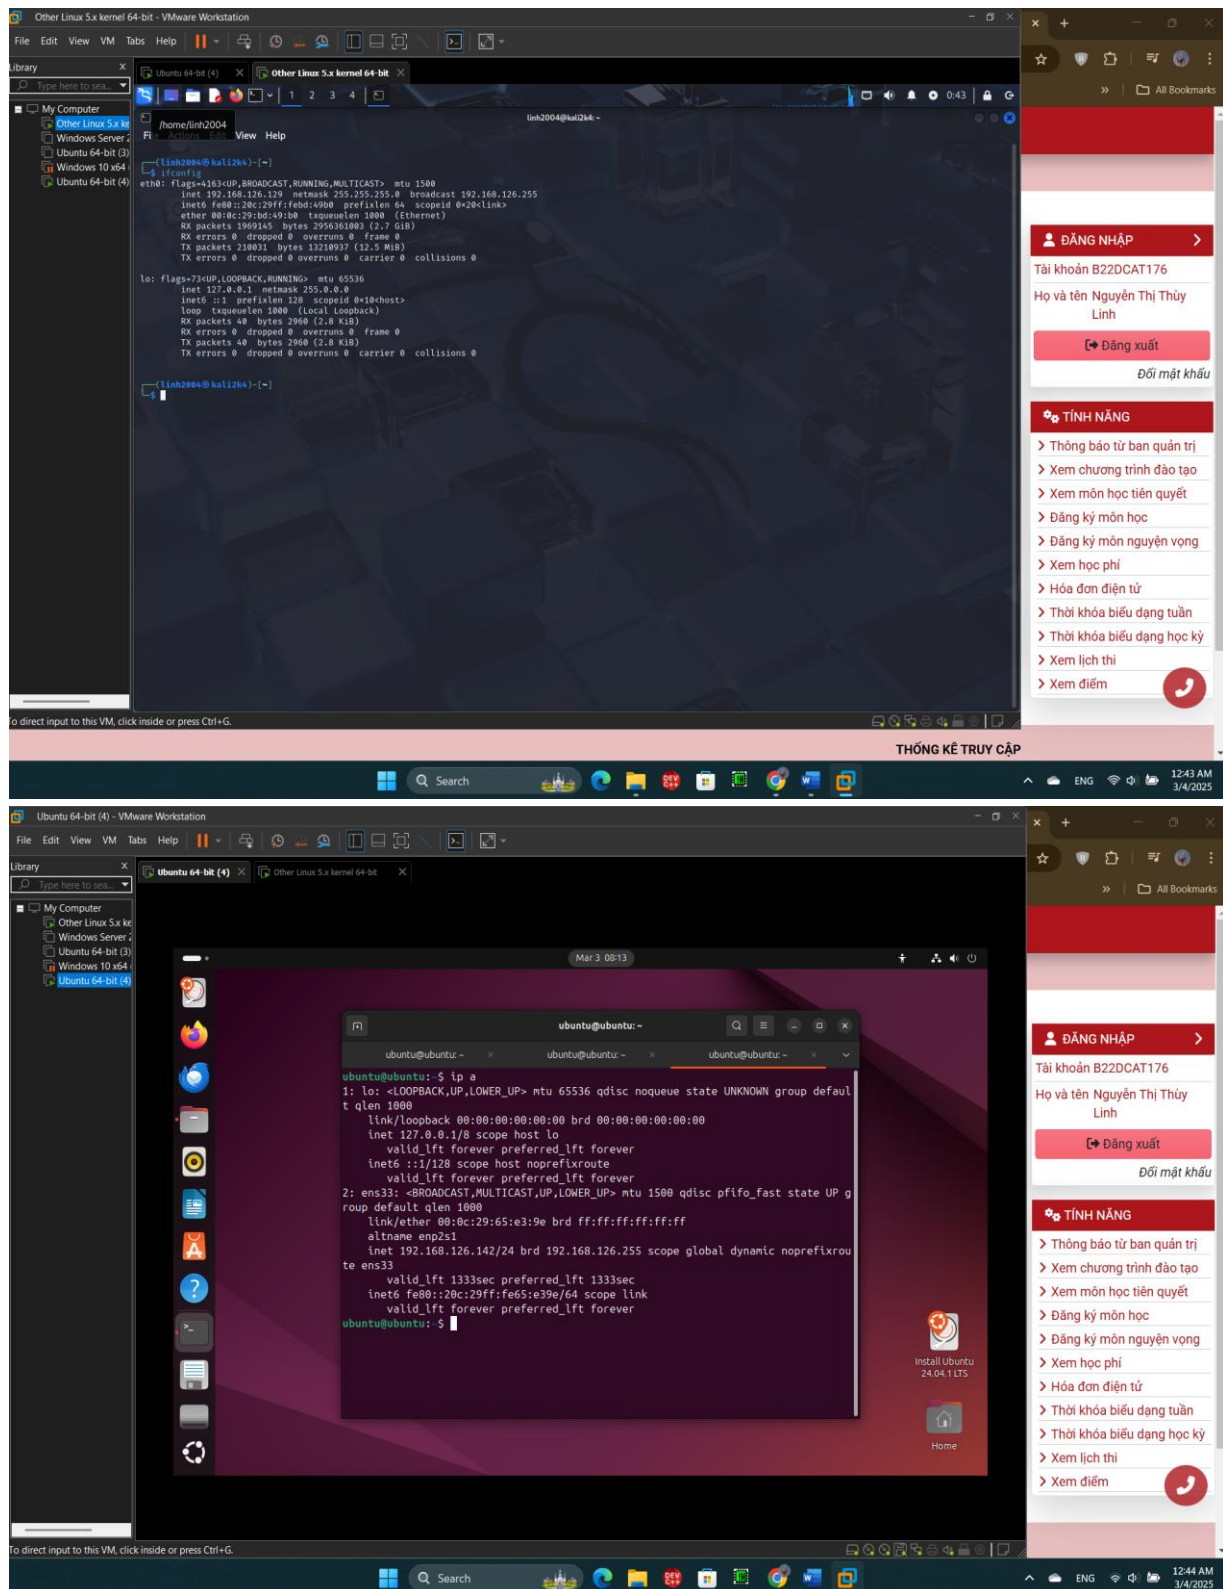 Other Linux 5.x kernel 64-bit - VMware Workstation
File Edit View VM Tabs Help
Library X
Type here to sea...
Ubuntu 64-bit (4) X
Other Linux 5.x kernel 64-bit X
1 2 3 4
0:43
All Bookmarks
My Computer
Other Linux 5.x ke
Windows Server 2
Ubuntu 64-bit (3)
Windows 10 x64
Ubuntu 64-bit (4)
/home/linh2004
linh2004@kali2k4: ~
File Actions Edit View Help
(linh2004㉿kali2k4)-[~]
$ ifconfig
eth0: flags=4163<UP,BROADCAST,RUNNING,MULTICAST> mtu 1500
inet 192.168.126.129 netmask 255.255.255.0 broadcast 192.168.126.255
inet6 fe80::20c:29ff:febd:49b0 prefixlen 64 scopeid 0×20<link>
ether 00:0c:29:bd:49:b0 txqueuelen 1000 (Ethernet)
RX packets 1969145 bytes 2956361003 (2.7 GiB)
RX errors 0 dropped 0 overruns 0 frame 0
TX packets 210031 bytes 13210937 (12.5 MiB)
TX errors 0 dropped 0 overruns 0 carrier 0 collisions 0
lo: flags=73<UP,LOOPBACK,RUNNING> mtu 65536
inet 127.0.0.1 netmask 255.0.0.0
inet6 ::1 prefixlen 128 scopeid 0×10<host>
loop txqueuelen 1000 (Local Loopback)
RX packets 40 bytes 2960 (2.8 KiB)
RX errors 0 dropped 0 overruns 0 frame 0
TX packets 40 bytes 2960 (2.8 KiB)
TX errors 0 dropped 0 overruns 0 carrier 0 collisions 0
(linh2004㉿kali2k4)-[~]
$
ĐĂNG NHẬP
Tài khoản B22DCAT176
Họ và tên Nguyễn Thị Thùy
Linh
Đăng xuất
Đổi mật khẩu
TÍNH NĂNG
Thông báo từ ban quản trị
Xem chương trình đào tạo
Xem môn học tiên quyết
Đăng ký môn học
Đăng ký môn nguyện vọng
Xem học phí
Hóa đơn điện tử
Thời khóa biểu dạng tuần
Thời khóa biểu dạng học kỳ
Xem lịch thi
Xem điểm
To direct input to this VM, click inside or press Ctrl+G.
THỐNG KÊ TRUY CẬP
Search
ENG
12:43 AM
3/4/2025
Ubuntu 64-bit (4) - VMware Workstation
File Edit View VM Tabs Help
Library X
Type here to sea...
Ubuntu 64-bit (4) X
Other Linux 5.x kernel 64-bit X
All Bookmarks
My Computer
Other Linux 5.x ke
Windows Server 2
Ubuntu 64-bit (3)
Windows 10 x64
Ubuntu 64-bit (4)
Mar 3 08:13
ubuntu@ubuntu: ~
ubuntu@ubuntu: ~ × ubuntu@ubuntu: ~ × ubuntu@ubuntu: ~ ×
ubuntu@ubuntu:~$ ip a
1: lo: <LOOPBACK,UP,LOWER_UP> mtu 65536 qdisc noqueue state UNKNOWN group defaul
t qlen 1000
link/loopback 00:00:00:00:00:00 brd 00:00:00:00:00:00
inet 127.0.0.1/8 scope host lo
valid_lft forever preferred_lft forever
inet6 ::1/128 scope host noprefixroute
valid_lft forever preferred_lft forever
2: ens33: <BROADCAST,MULTICAST,UP,LOWER_UP> mtu 1500 qdisc pfifo_fast state UP g
roup default qlen 1000
link/ether 00:0c:29:65:e3:9e brd ff:ff:ff:ff:ff:ff
altname enp2s1
inet 192.168.126.142/24 brd 192.168.126.255 scope global dynamic noprefixrou
te ens33
valid_lft 1333sec preferred_lft 1333sec
inet6 fe80::20c:29ff:fe65:e39e/64 scope link
valid_lft forever preferred_lft forever
ubuntu@ubuntu:~$
Install Ubuntu
24.04.1 LTS
Home
ĐĂNG NHẬP
Tài khoản B22DCAT176
Họ và tên Nguyễn Thị Thùy
Linh
Đăng xuất
Đổi mật khẩu
TÍNH NĂNG
Thông báo từ ban quản trị
Xem chương trình đào tạo
Xem môn học tiên quyết
Đăng ký môn học
Đăng ký môn nguyện vọng
Xem học phí
Hóa đơn điện tử
Thời khóa biểu dạng tuần
Thời khóa biểu dạng học kỳ
Xem lịch thi
Xem điểm
To direct input to this VM, click inside or press Ctrl+G.
Search
ENG
12:44 AM
3/4/2025